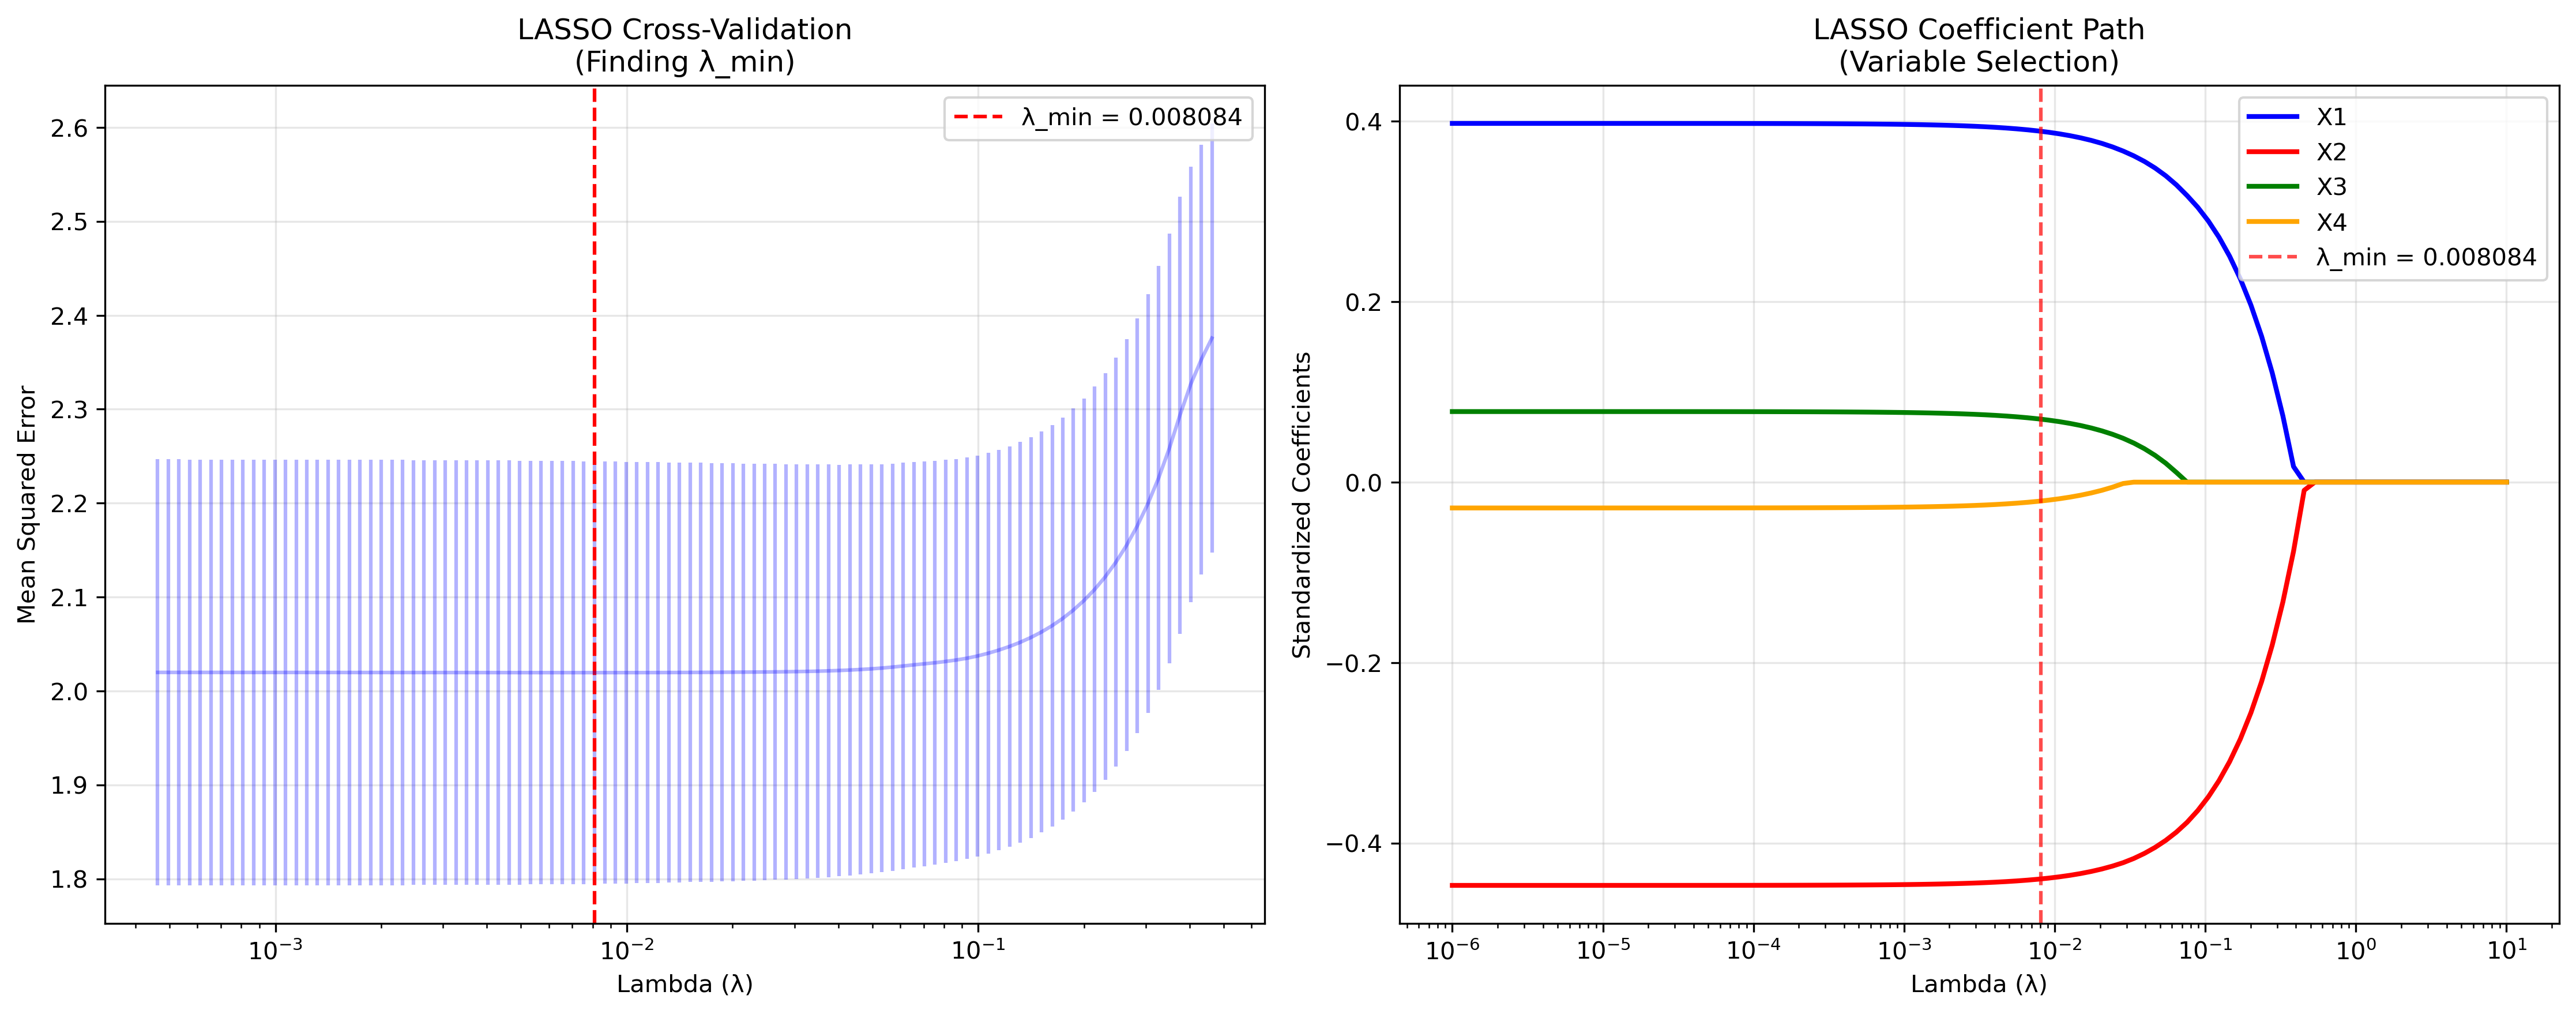 LASSO Cross-Validation
(Finding λ_min)
λ_min = 0.008084
2.6
2.5
2.4
2.3
2.2
2.1
2.0
1.9
1.8
Mean Squared Error
10⁻³
10⁻²
10⁻¹
Lambda (λ)
LASSO Coefficient Path
(Variable Selection)
X1
X2
X3
X4
λ_min = 0.008084
0.4
0.2
0.0
−0.2
−0.4
Standardized Coefficients
10⁻⁶
10⁻⁵
10⁻⁴
10⁻³
10⁻²
10⁻¹
10⁰
10¹
Lambda (λ)